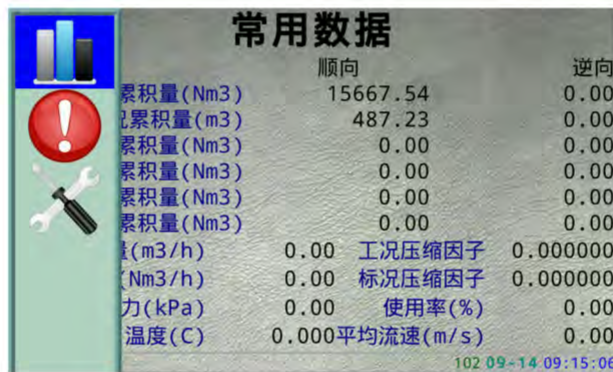 常用数据
顺向 逆向
累积量(Nm3) 15667.54 0.00
况累积量(m3) 487.23 0.00
累积量(Nm3) 0.00 0.00
累积量(Nm3) 0.00 0.00
累积量(Nm3) 0.00 0.00
累积量(Nm3) 0.00 0.00
量(m3/h) 0.00 工况压缩因子 0.000000
(Nm3/h) 0.00 标况压缩因子 0.000000
力(kPa) 0.00 使用率(%) 0.00
温度(C) 0.000 平均流速(m/s) 0.00
102 09-14 09:15:06